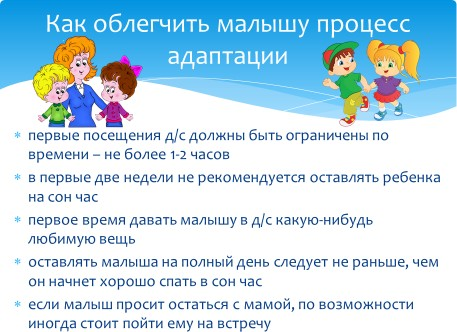 Как облегчить малышу процесс
адаптации
* первые посещения д/с должны быть ограничены по
времени – не более 1-2 часов
* в первые две недели не рекомендуется оставлять ребенка
на сон час
* первое время давать малышу в д/с какую-нибудь
любимую вещь
* оставлять малыша на полный день следует не раньше, чем
он начнет хорошо спать в сон час
* если малыш просит остаться с мамой, по возможности
иногда стоит пойти ему на встречу